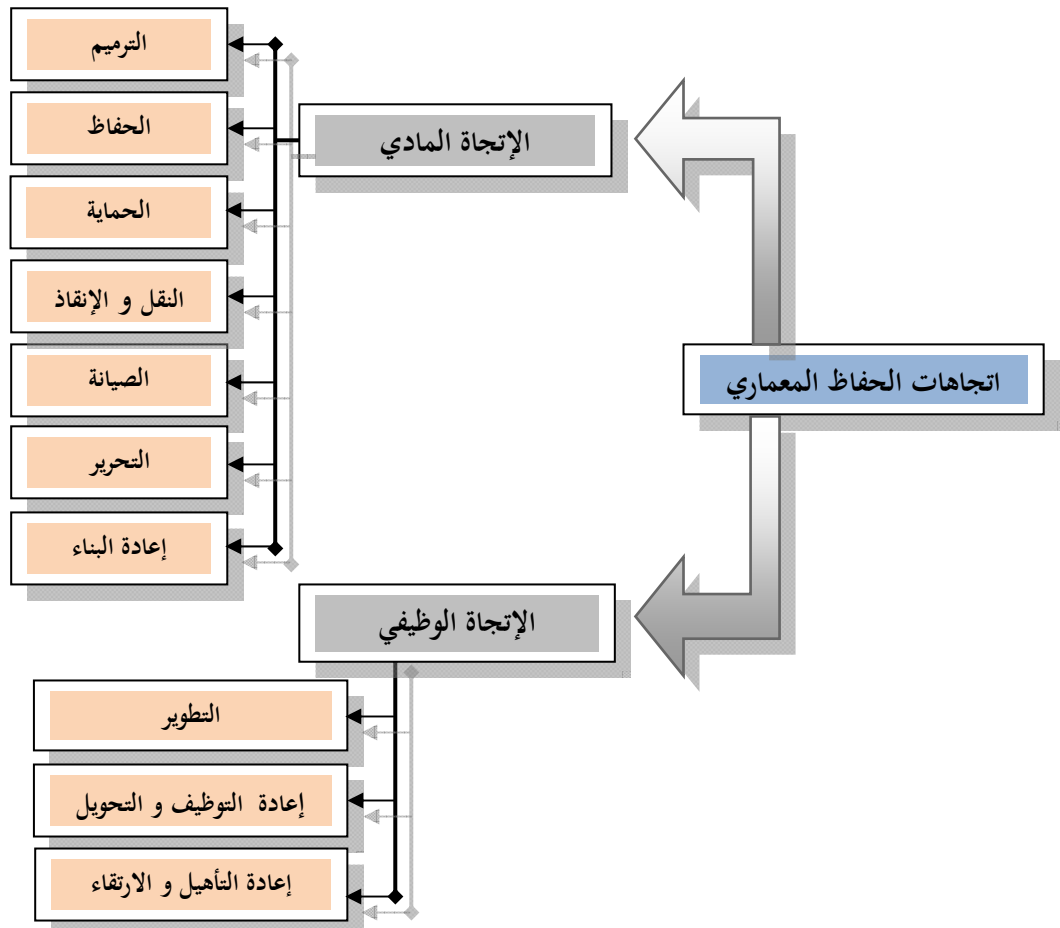 اتجاهات الحفاظ المعماري
الإتجاة المادي
الترميم
الحفاظ
الحماية
النقل و الإنقاذ
الصيانة
التحرير
إعادة البناء
الإتجاة الوظيفي
التطوير
إعادة التوظيف و التحويل
إعادة التأهيل و الارتقاء